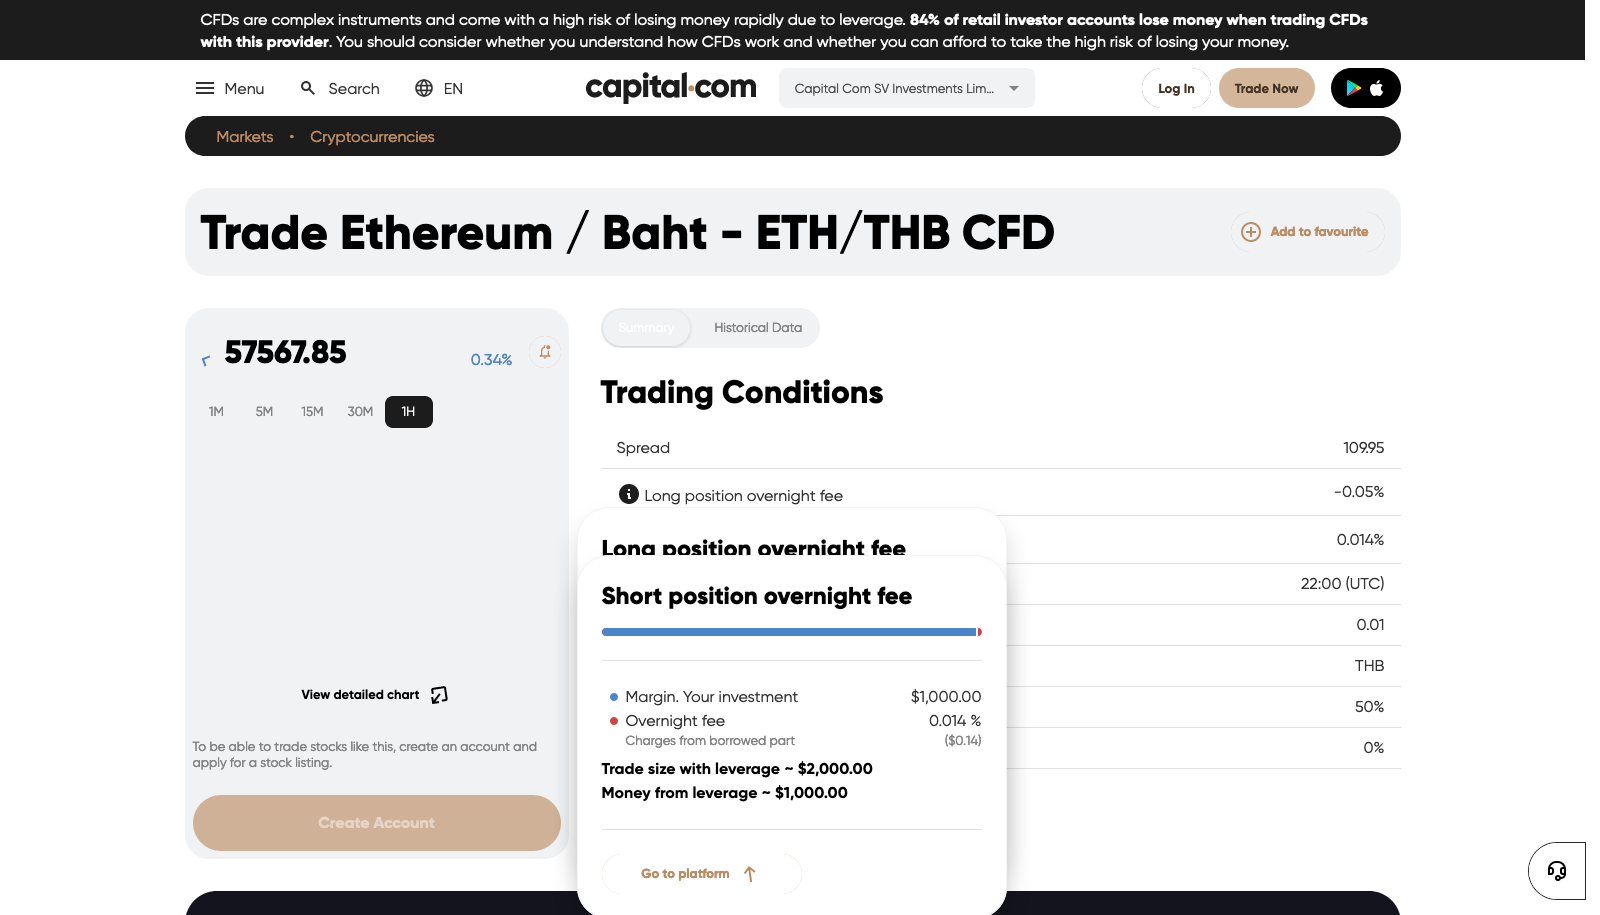 CFDs are complex instruments and come with a high risk of losing money rapidly due to leverage. 84% of retail investor accounts lose money when trading CFDs
with this provider. You should consider whether you understand how CFDs work and whether you can afford to take the high risk of losing your money.
Menu
Search
EN
capital.com
Capital Com SV Investments Lim...
Log In
Trade Now
Markets • Cryptocurrencies
Trade Ethereum / Baht - ETH/THB CFD
Add to favourite
57567.85
0.34%
1M 5M 15M 30M 1H
View detailed chart
To be able to trade stocks like this, create an account and
apply for a stock listing.
Create Account
Summary
Historical Data
Trading Conditions
Spread 109.95
Long position overnight fee -0.05%
0.014%
22:00 (UTC)
0.01
THB
50%
0%
Long position overnight fee
Short position overnight fee
Margin. Your investment $1,000.00
Overnight fee 0.014 %
Charges from borrowed part ($0.14)
Trade size with leverage ~ $2,000.00
Money from leverage ~ $1,000.00
Go to platform